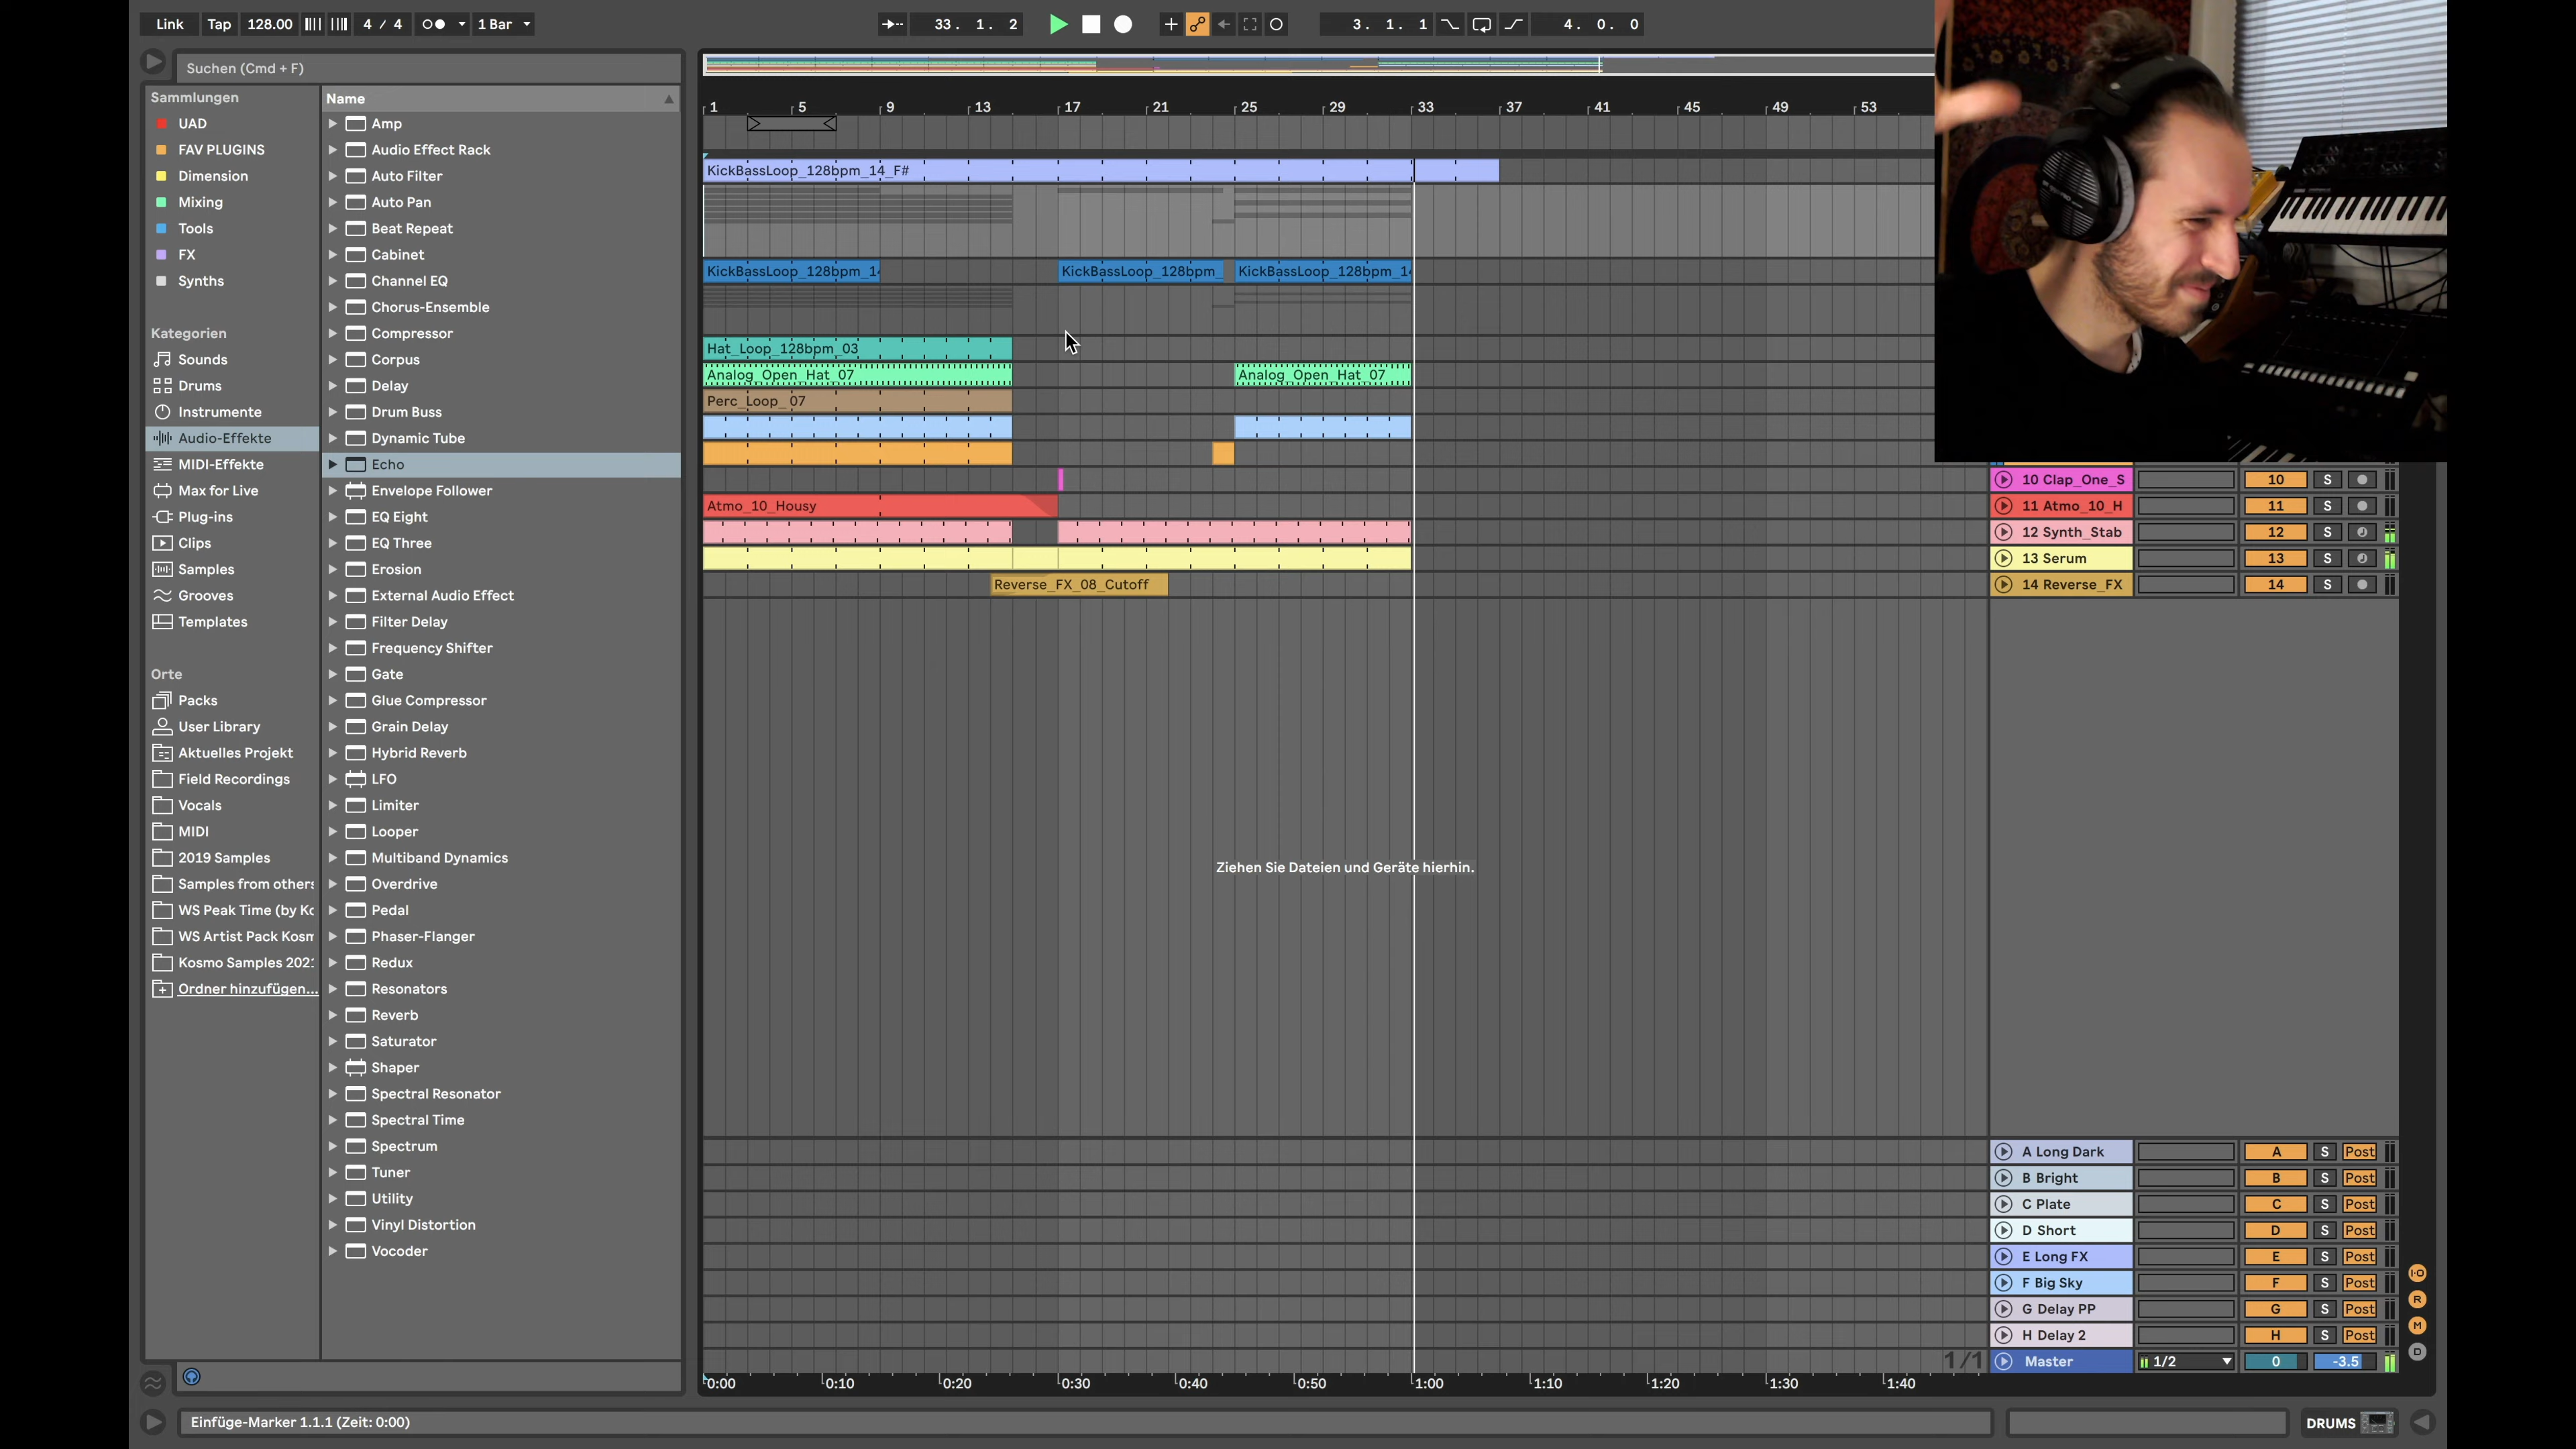 Link Tap 128.00 4 / 4 1 Bar 33. 1. 2 3. 1. 1 4. 0. 0
Suchen (Cmd + F)
Sammlungen
UAD
FAV PLUGINS
Dimension
Mixing
Tools
FX
Synths
Kategorien
Sounds
Drums
Instrumente
Audio-Effekte
MIDI-Effekte
Max for Live
Plug-ins
Clips
Samples
Grooves
Templates
Orte
Packs
User Library
Aktuelles Projekt
Field Recordings
Vocals
MIDI
2019 Samples
Samples from others
WS Peak Time (by Ko
WS Artist Pack Kosm
Kosmo Samples 202
Ordner hinzufügen...
Name
Amp
Audio Effect Rack
Auto Filter
Auto Pan
Beat Repeat
Cabinet
Channel EQ
Chorus-Ensemble
Compressor
Corpus
Delay
Drum Buss
Dynamic Tube
Echo
Envelope Follower
EQ Eight
EQ Three
Erosion
External Audio Effect
Filter Delay
Frequency Shifter
Gate
Glue Compressor
Grain Delay
Hybrid Reverb
LFO
Limiter
Looper
Multiband Dynamics
Overdrive
Pedal
Phaser-Flanger
Redux
Resonators
Reverb
Saturator
Shaper
Spectral Resonator
Spectral Time
Spectrum
Tuner
Utility
Vinyl Distortion
Vocoder
1 5 9 13 17 21 25 29 33 37 41 45 49 53
KickBassLoop_128bpm_14_F#
KickBassLoop_128bpm_14 KickBassLoop_128bpm_ KickBassLoop_128bpm_14
Hat_Loop_128bpm_03
Analog_Open_Hat_07 Analog_Open_Hat_07
Perc_Loop_07
Atmo_10_Housy
Reverse_FX_08_Cutoff
Ziehen Sie Dateien und Geräte hierhin.
10 Clap_One_S 10 S
11 Atmo_10_H 11 S
12 Synth_Stab 12 S
13 Serum 13 S
14 Reverse_FX 14 S
A Long Dark A S Post
B Bright B S Post
C Plate C S Post
D Short D S Post
E Long FX E S Post
F Big Sky F S Post
G Delay PP G S Post
H Delay 2 H S Post
1/1 Master 1/2 0 -3.5
I·O
R
M
D
0:00 0:10 0:20 0:30 0:40 0:50 1:00 1:10 1:20 1:30 1:40
Einfüge-Marker 1.1.1 (Zeit: 0:00)
DRUMS